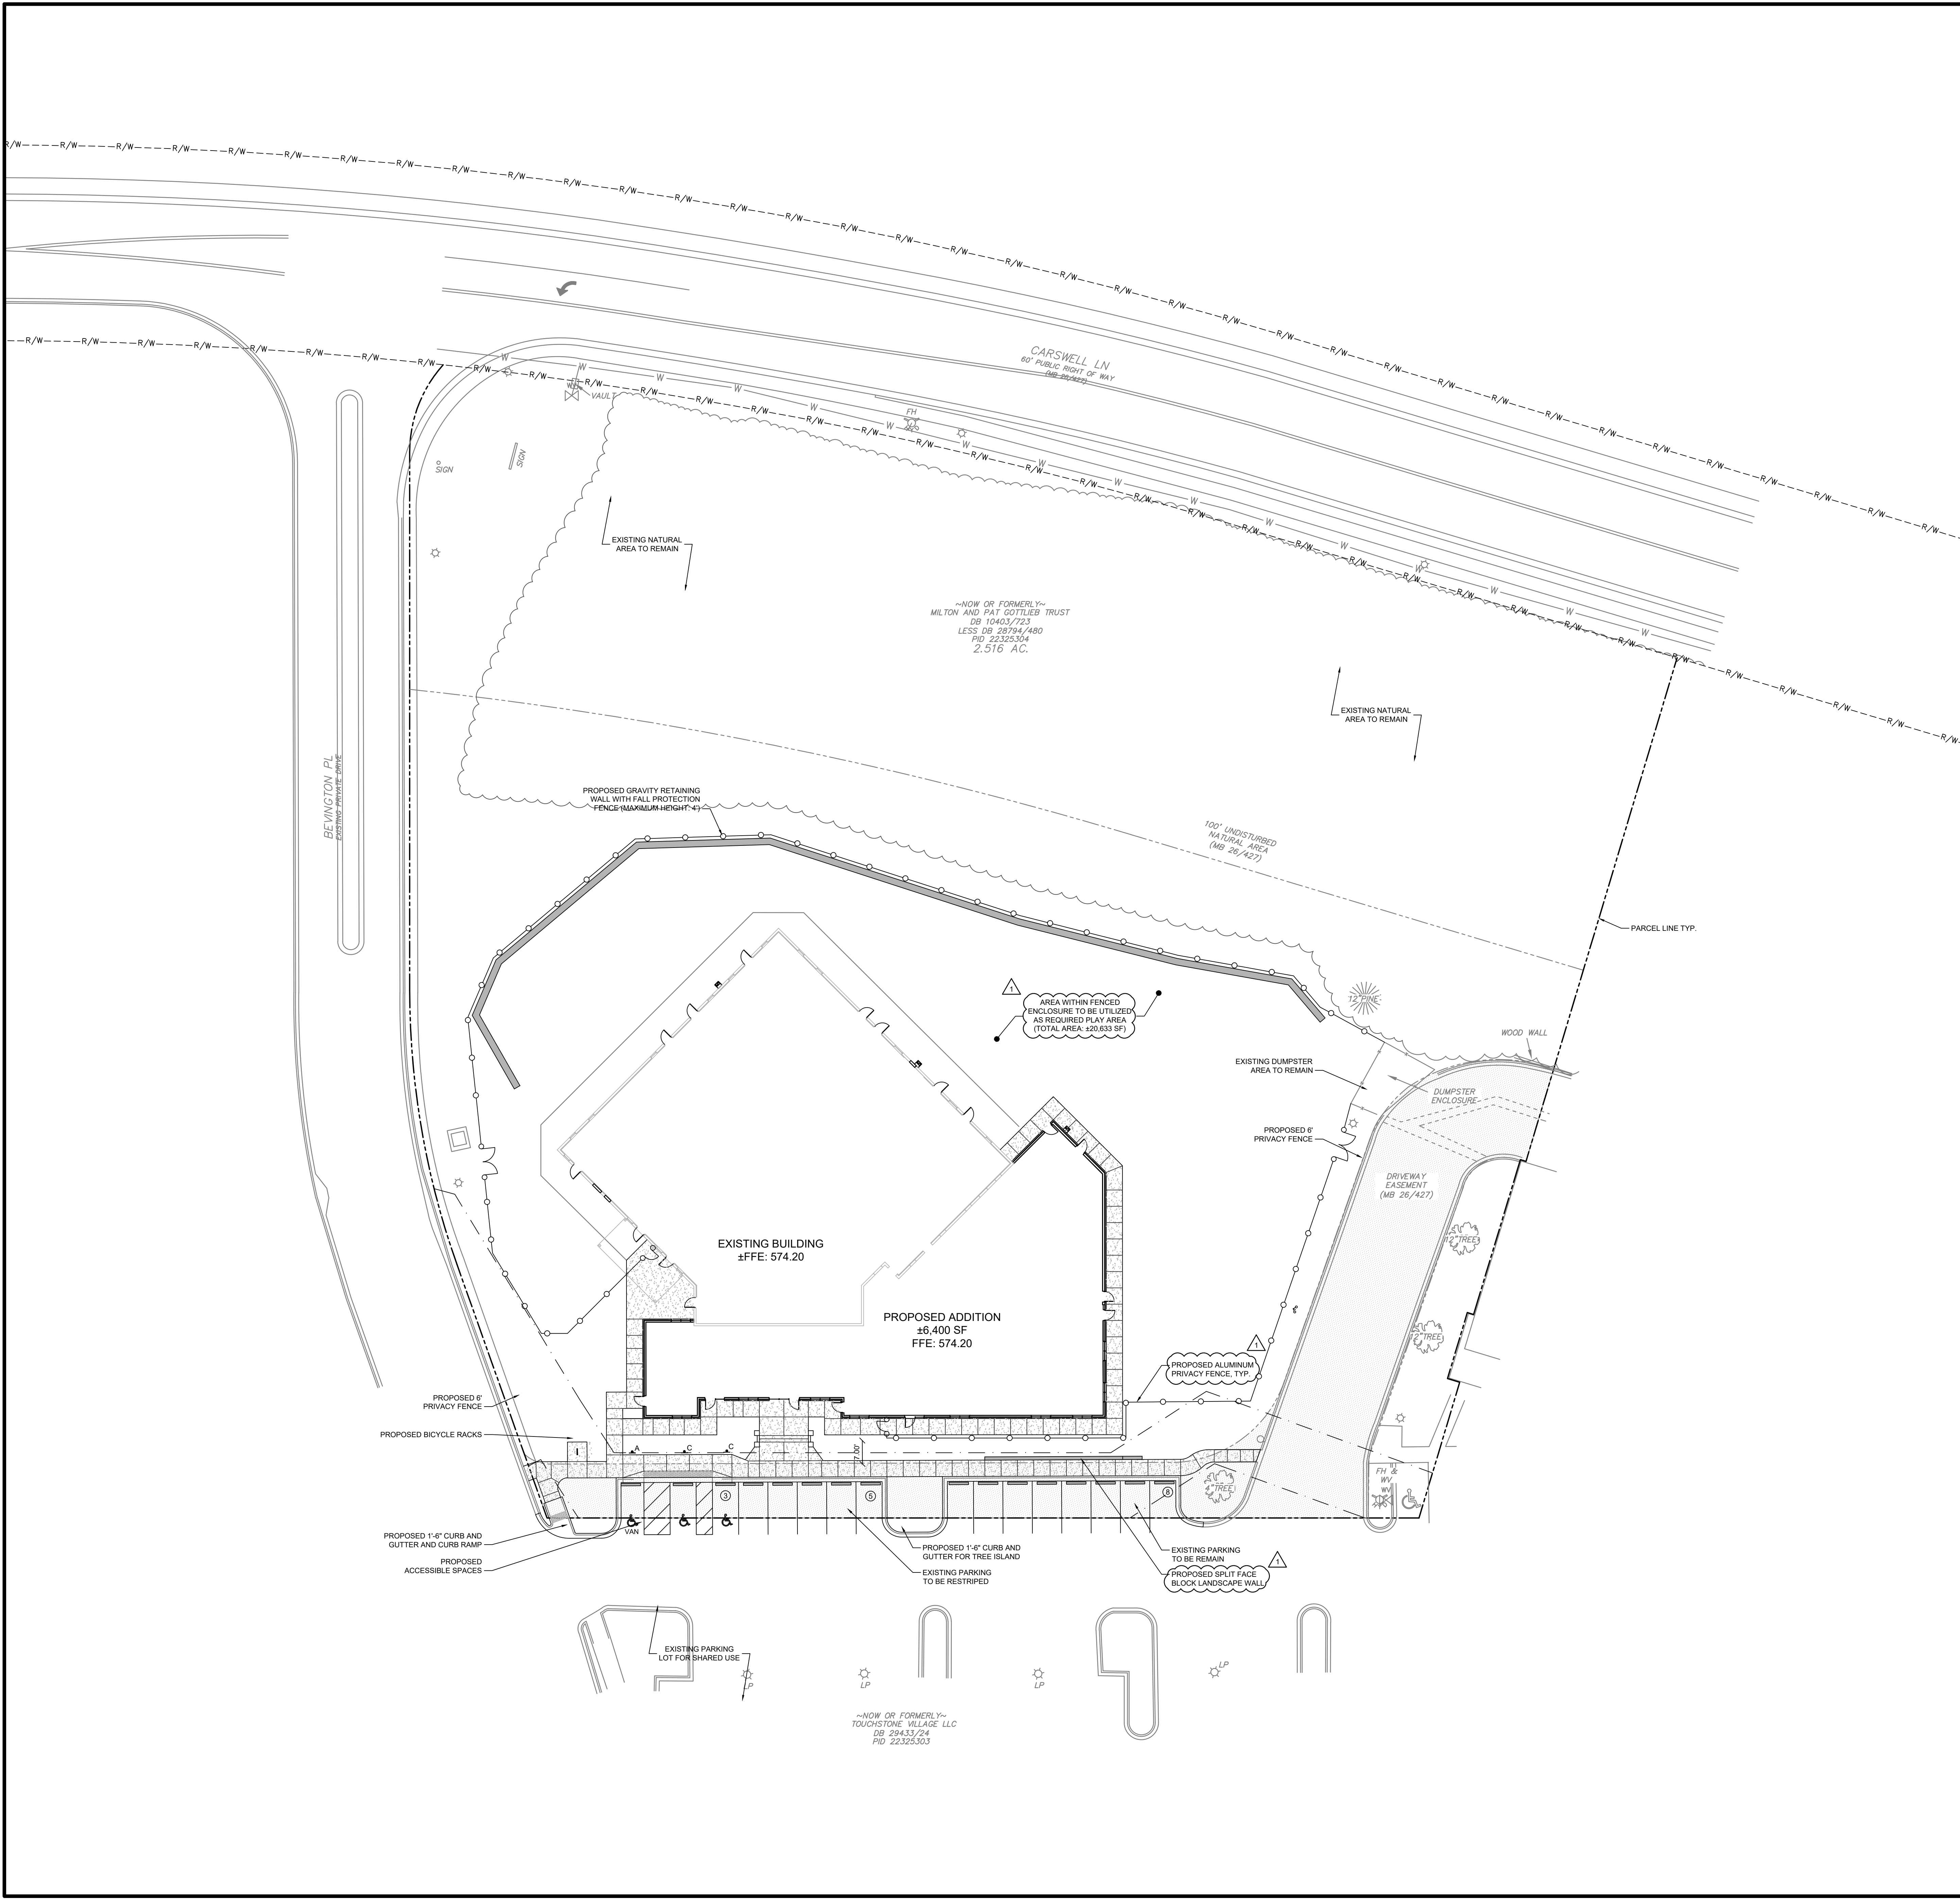 R/W R/W R/W R/W R/W R/W R/W R/W R/W R/W R/W R/W R/W R/W R/W R/W R/W R/W R/W R/W R/W R/W R/W R/W R/W R/W R/W R/W R/W R/W R/W R/W R/W R/W R/W
R/W R/W R/W R/W R/W R/W R/W R/W R/W R/W R/W R/W R/W R/W R/W R/W R/W R/W R/W R/W R/W R/W R/W R/W R/W R/W R/W R/W R/W R/W R/W R/W R/W R/W R/W
W W W W W W W W W W W W W W W W
CARSWELL LN
60' PUBLIC RIGHT OF WAY
(MB 26/427)
VAULT
FH
SIGN
SIGN
EXISTING NATURAL
AREA TO REMAIN
~NOW OR FORMERLY~
MILTON AND PAT GOTTLIEB TRUST
DB 10403/723
LESS DB 28794/480
PID 22325304
2.516 AC.
EXISTING NATURAL
AREA TO REMAIN
BEVINGTON PL
EXISTING PRIVATE DRIVE
PROPOSED GRAVITY RETAINING
WALL WITH FALL PROTECTION
FENCE (MAXIMUM HEIGHT: 4')
100' UNDISTURBED
NATURAL AREA
(MB 26/427)
PARCEL LINE TYP.
1
AREA WITHIN FENCED
ENCLOSURE TO BE UTILIZED
AS REQUIRED PLAY AREA
(TOTAL AREA: ±20,633 SF)
12"PINE
WOOD WALL
EXISTING DUMPSTER
AREA TO REMAIN
DUMPSTER
ENCLOSURE
PROPOSED 6'
PRIVACY FENCE
DRIVEWAY
EASEMENT
(MB 26/427)
12"TREE
EXISTING BUILDING
±FFE: 574.20
PROPOSED ADDITION
±6,400 SF
FFE: 574.20
12"TREE
1
PROPOSED ALUMINUM
PRIVACY FENCE, TYP.
PROPOSED 6'
PRIVACY FENCE
PROPOSED BICYCLE RACKS
A
C
C
7.00'
FH &
WV
WV
4"TREE
3
5
8
VAN
PROPOSED 1'-6" CURB AND
GUTTER AND CURB RAMP
PROPOSED
ACCESSIBLE SPACES
PROPOSED 1'-6" CURB AND
GUTTER FOR TREE ISLAND
EXISTING PARKING
TO BE RESTRIPED
EXISTING PARKING
TO BE REMAIN
1
PROPOSED SPLIT FACE
BLOCK LANDSCAPE WALL
EXISTING PARKING
LOT FOR SHARED USE
LP
LP
LP
LP
~NOW OR FORMERLY~
TOUCHSTONE VILLAGE LLC
DB 29433/24
PID 22325303